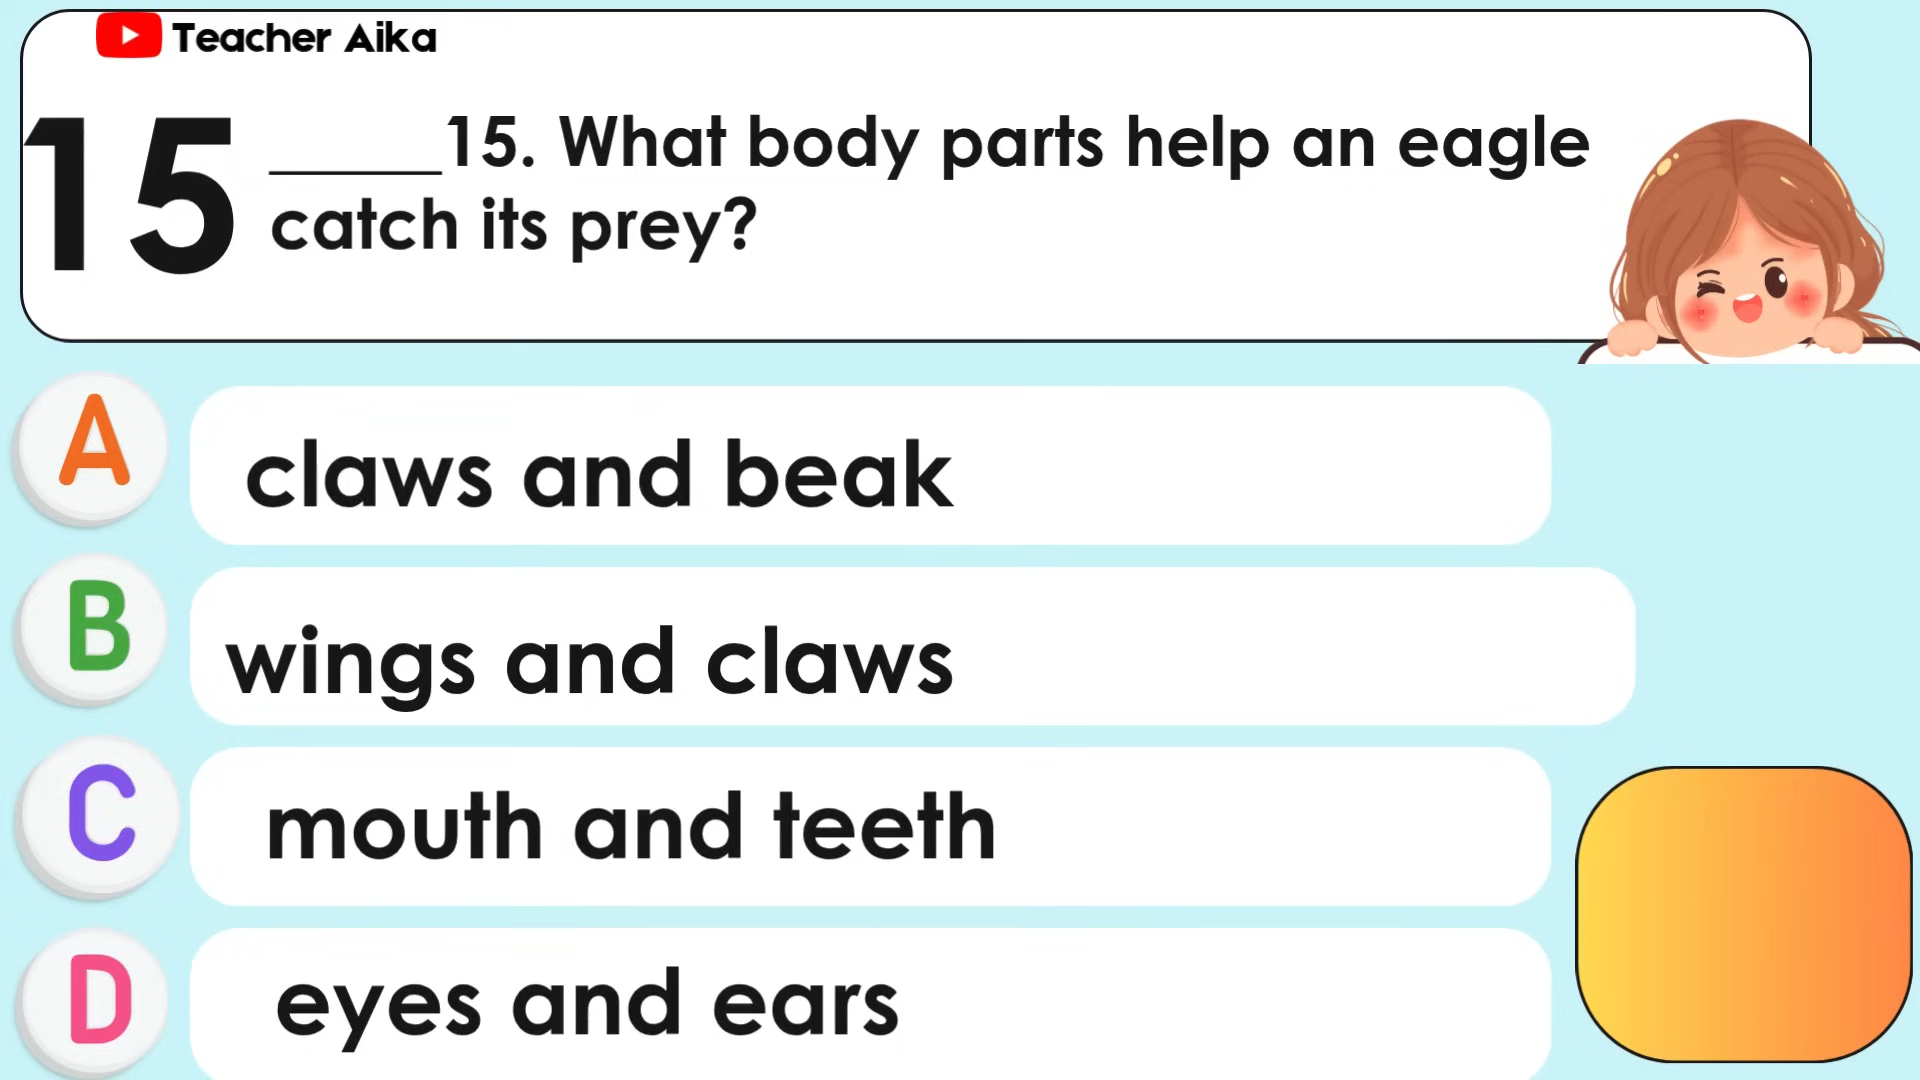 Teacher Aika
15
______15. What body parts help an eagle
catch its prey?
A
claws and beak
B
wings and claws
C
mouth and teeth
D
eyes and ears